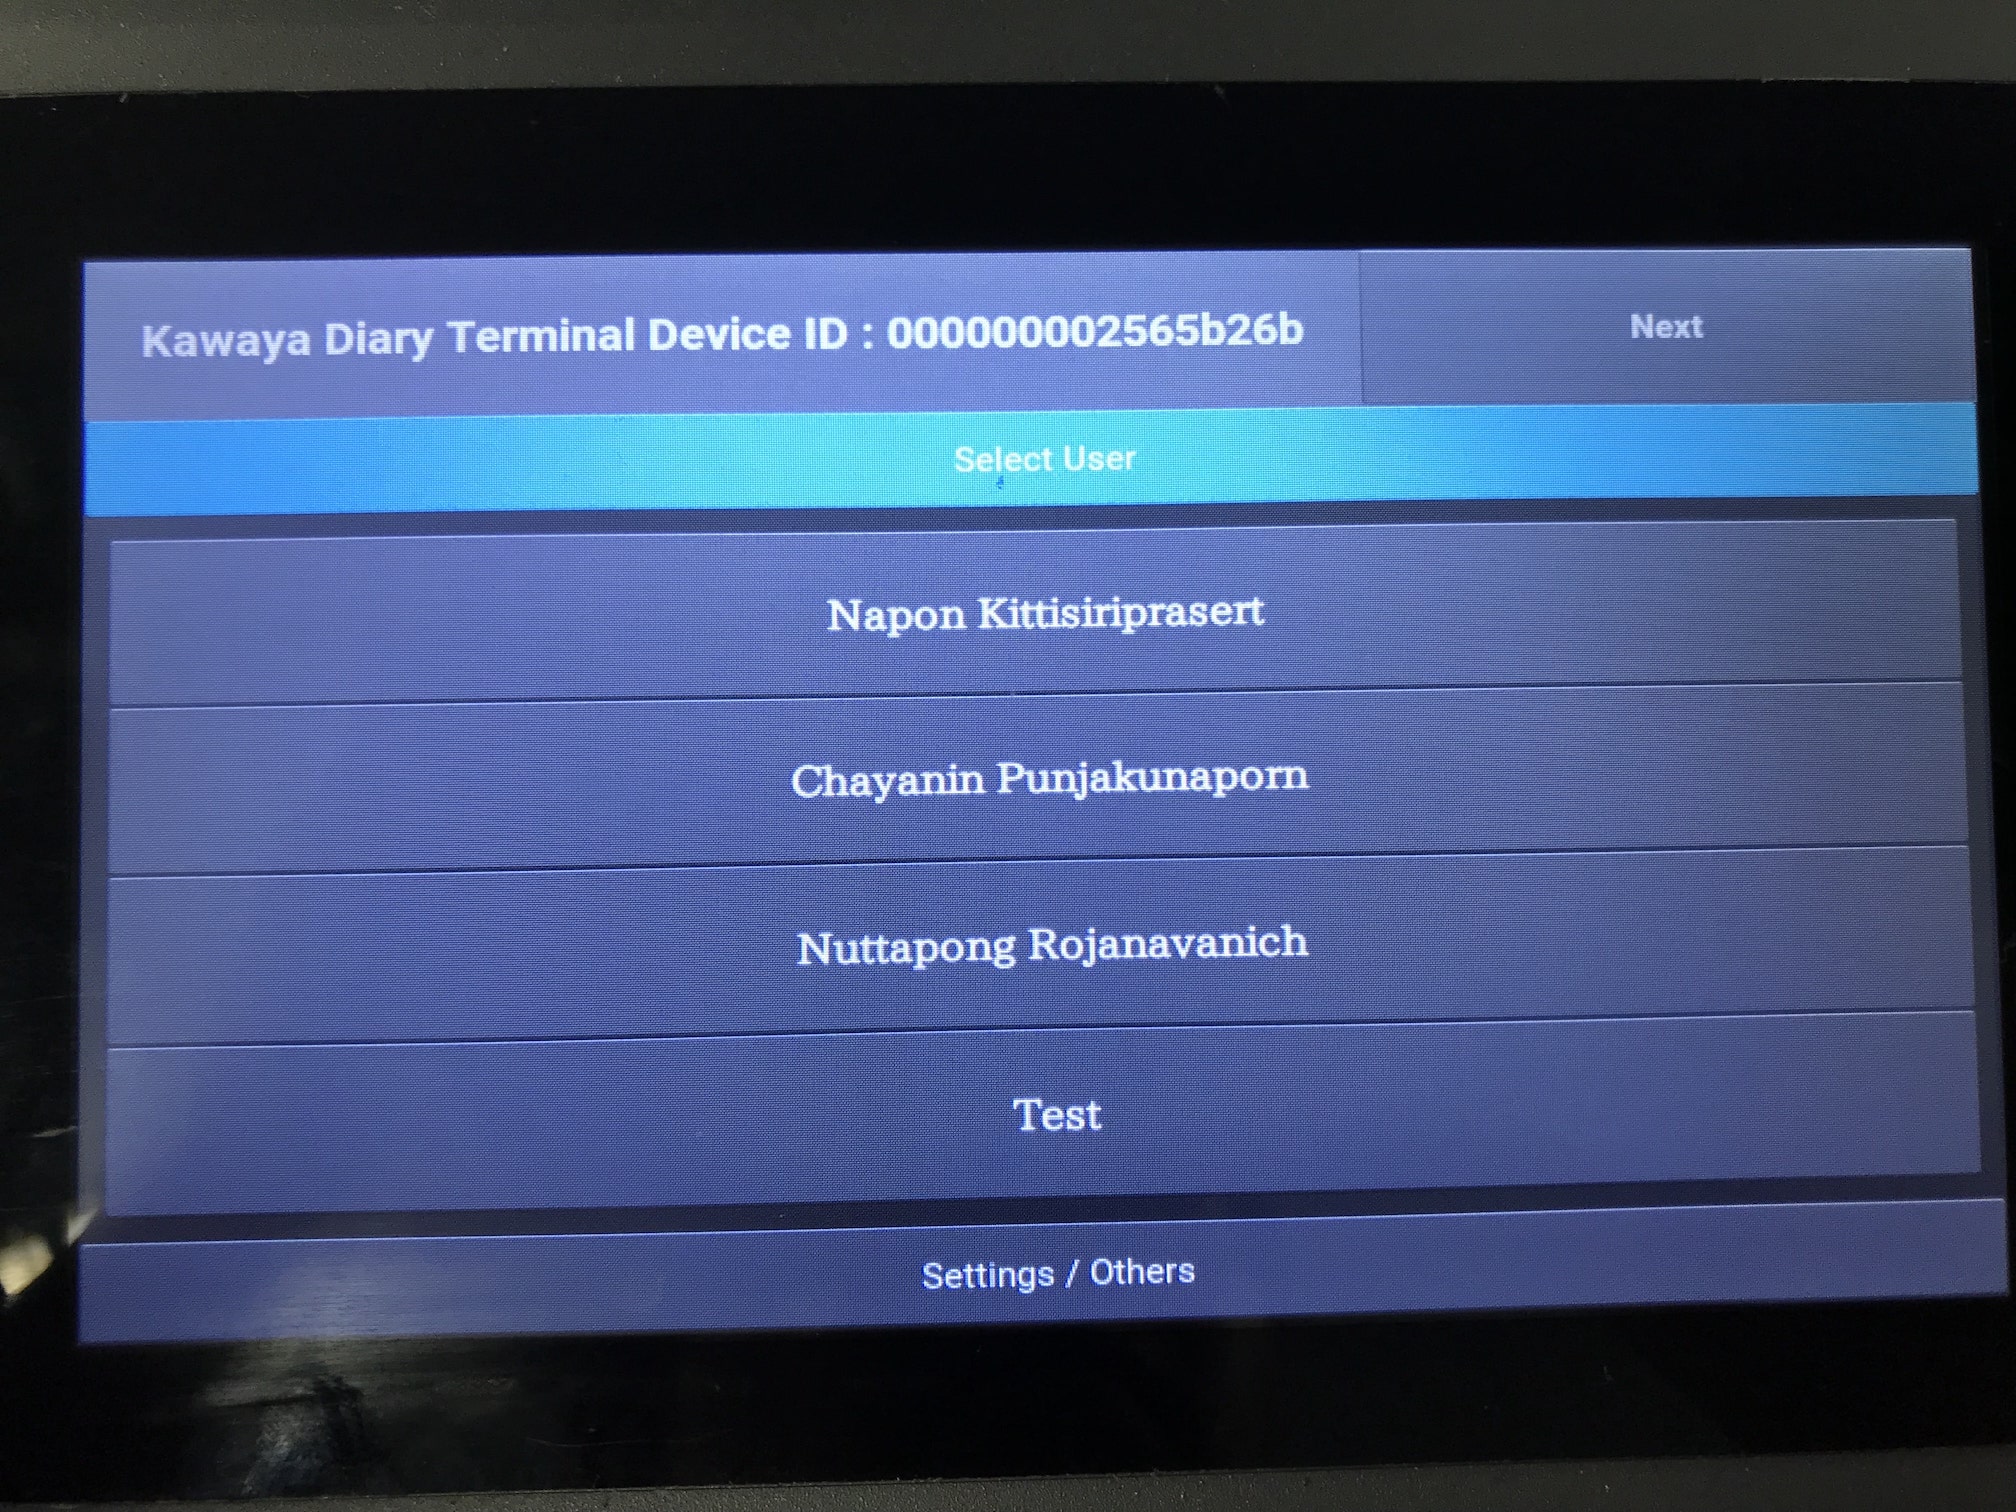 Kawaya Diary Terminal Device ID : 000000002565b26b
Next
Select User
Napon Kittisiriprasert
Chayanin Punjakunaporn
Nuttapong Rojanavanich
Test
Settings / Others